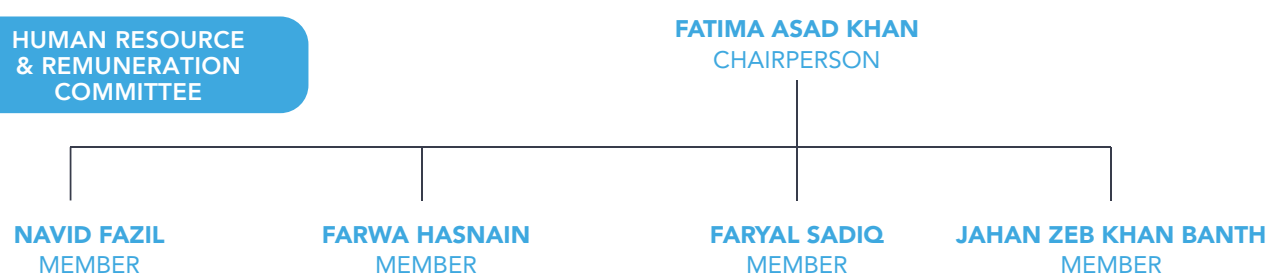 HUMAN RESOURCE
& REMUNERATION
COMMITTEE
FATIMA ASAD KHAN
CHAIRPERSON
NAVID FAZIL
MEMBER
FARWA HASNAIN
MEMBER
FARYAL SADIQ
MEMBER
JAHAN ZEB KHAN BANTH
MEMBER